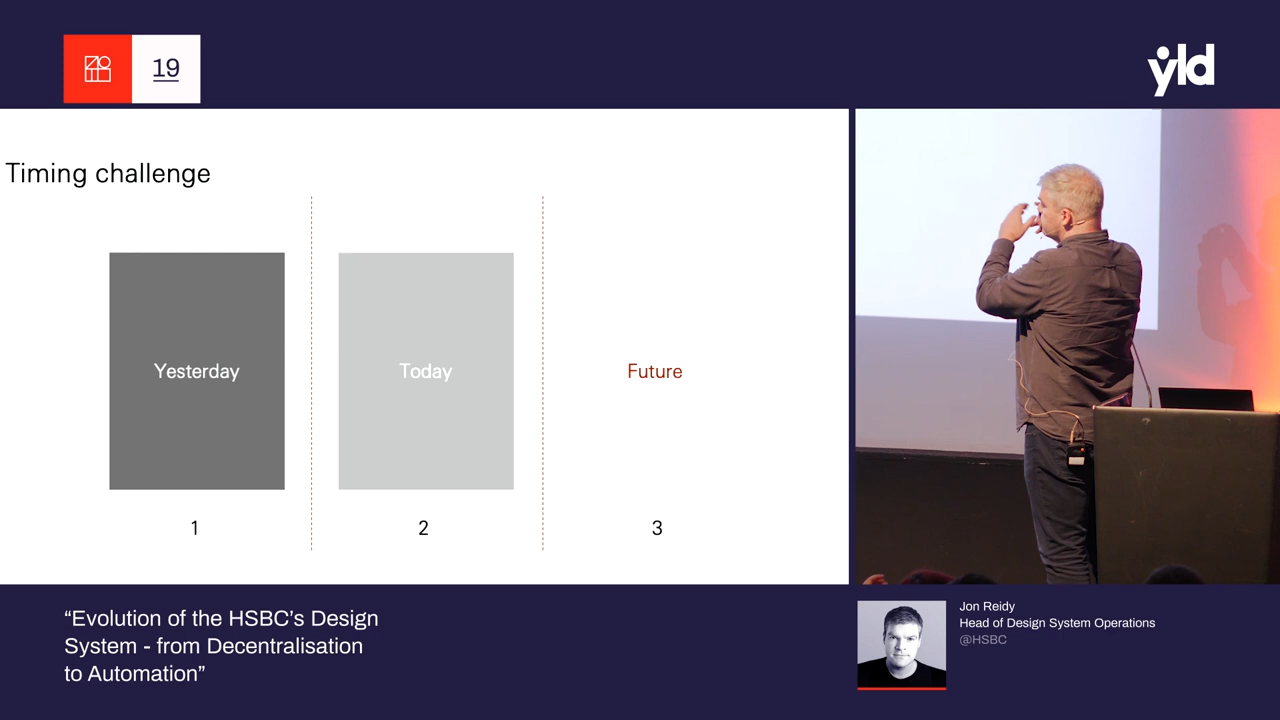 19
yld
Timing challenge
Yesterday
Today
Future
1
2
3
“Evolution of the HSBC’s Design
System - from Decentralisation
to Automation”
Jon Reidy
Head of Design System Operations
@HSBC